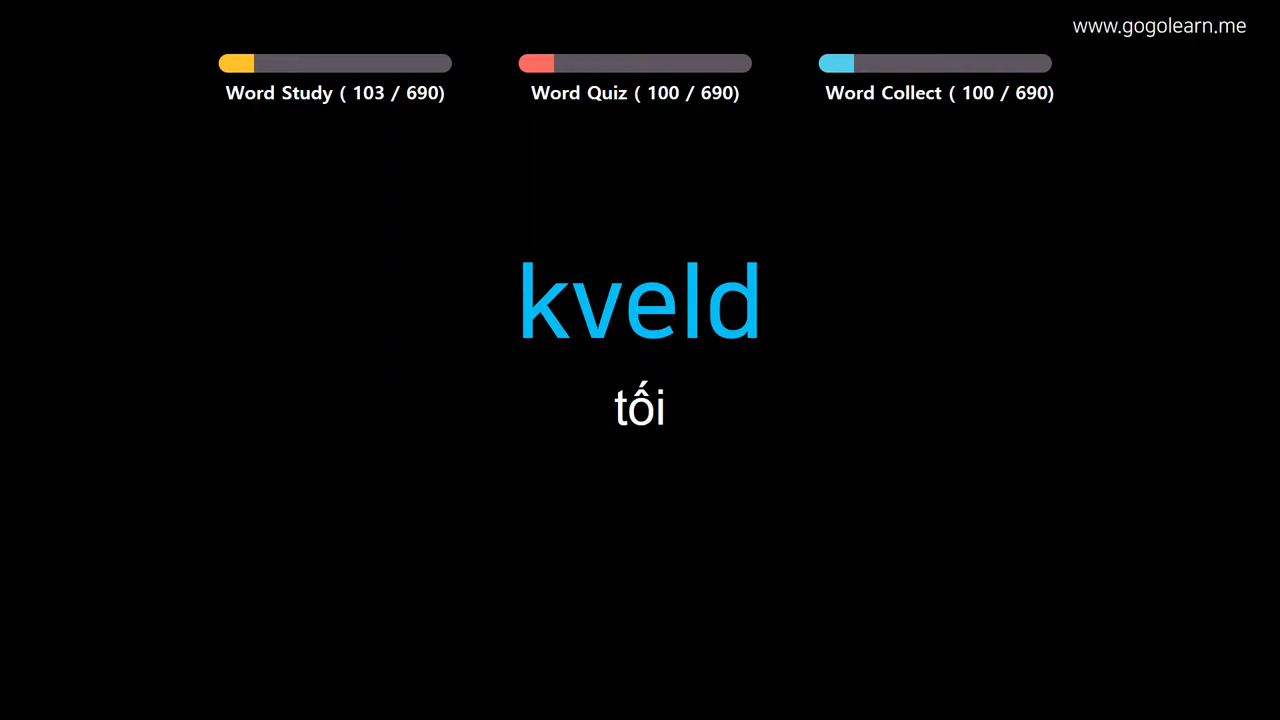 www.gogolearn.me
Word Study ( 103 / 690)
Word Quiz ( 100 / 690)
Word Collect ( 100 / 690)
kveld
tối